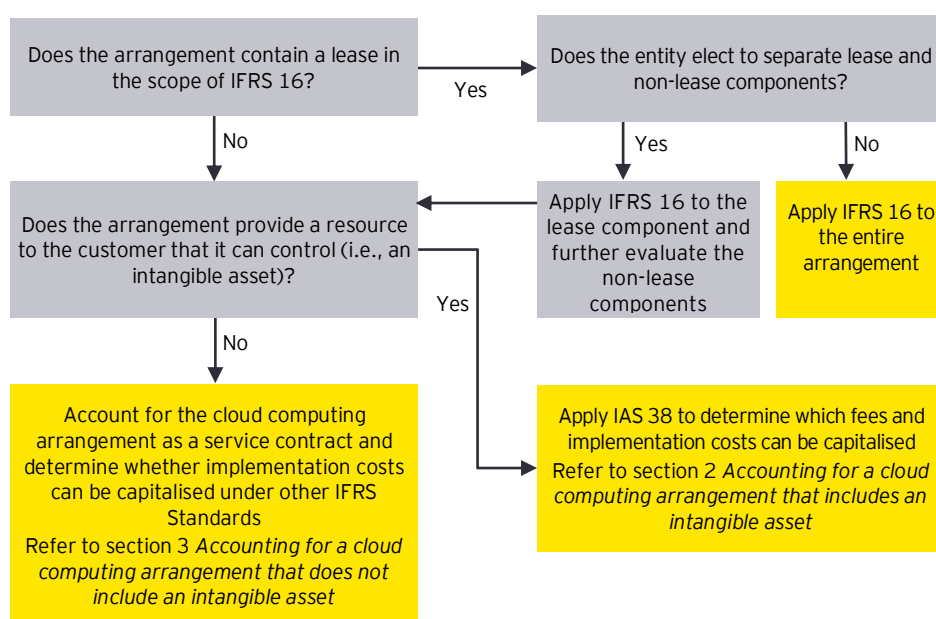 Does the arrangement contain a lease in
the scope of IFRS 16?
Yes
Does the entity elect to separate lease and
non-lease components?
No
Yes
No
Does the arrangement provide a resource
to the customer that it can control (i.e., an
intangible asset)?
Apply IFRS 16 to the
lease component and
further evaluate the
non-lease
components
Apply IFRS 16 to
the entire
arrangement
Yes
No
Account for the cloud computing
arrangement as a service contract and
determine whether implementation costs
can be capitalised under other IFRS
Standards
Refer to section 3 Accounting for a cloud
computing arrangement that does not
include an intangible asset
Apply IAS 38 to determine which fees and
implementation costs can be capitalised
Refer to section 2 Accounting for a cloud
computing arrangement that includes an
intangible asset